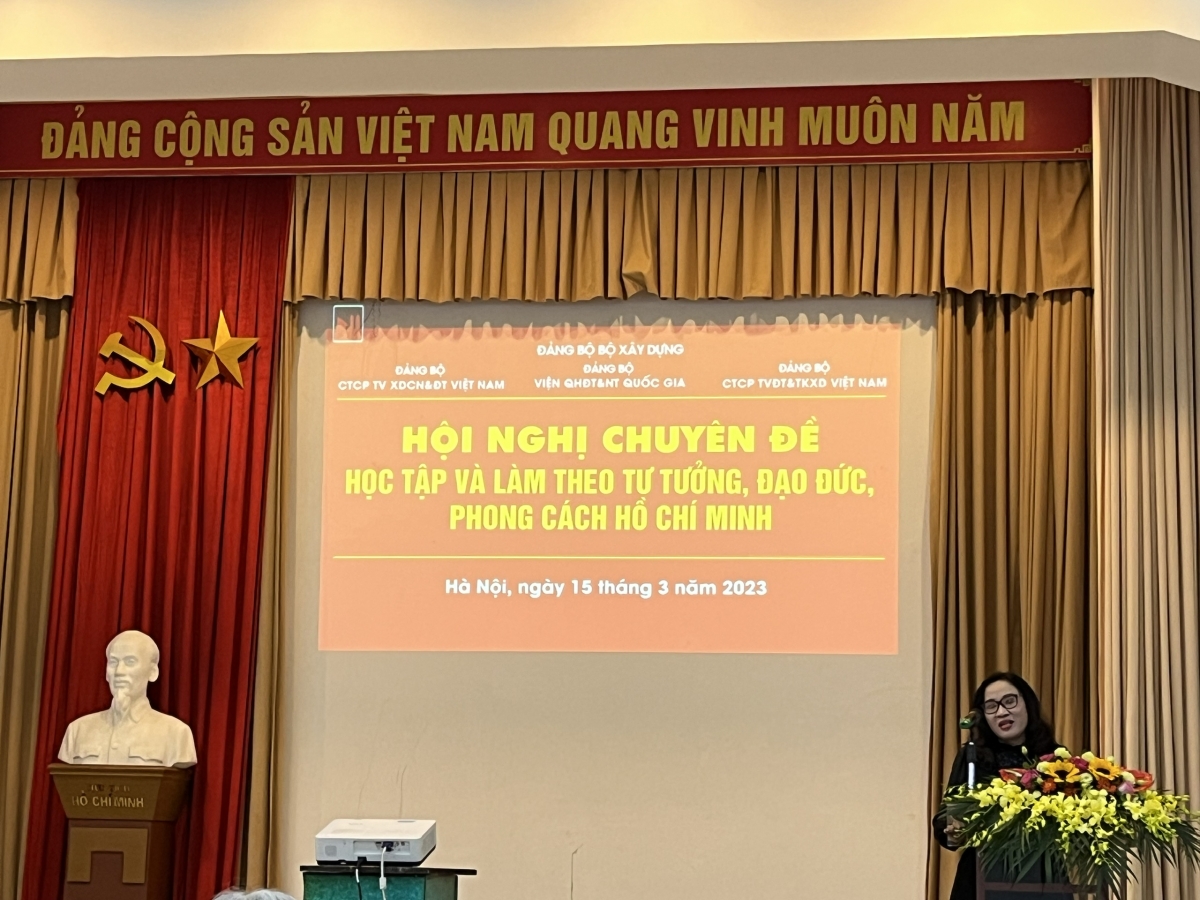 ĐẢNG CỘNG SẢN VIỆT NAM QUANG VINH MUÔN NĂM
ĐẢNG BỘ BỘ XÂY DỰNG
ĐẢNG BỘ
CTCP TV XDCN&ĐT VIỆT NAM
ĐẢNG BỘ
VIỆN QHĐT&NT QUỐC GIA
ĐẢNG BỘ
CTCP TVĐT&TKXD VIỆT NAM
HỘI NGHỊ CHUYÊN ĐỀ
HỌC TẬP VÀ LÀM THEO TƯ TƯỞNG, ĐẠO ĐỨC,
PHONG CÁCH HỒ CHÍ MINH
Hà Nội, ngày 15 tháng 3 năm 2023
HỒ CHÍ MINH